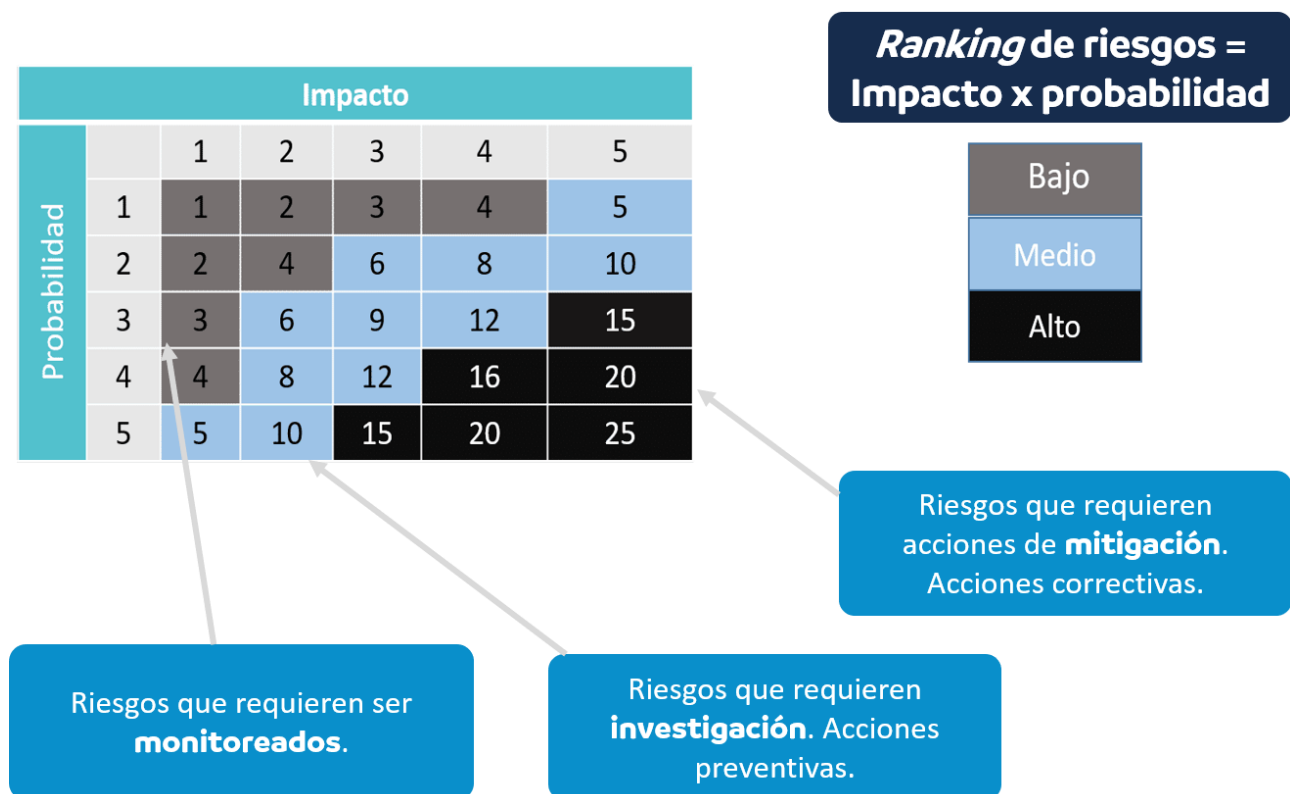 Ranking de riesgos =
Impacto x probabilidad
Impacto
Probabilidad
1 2 3 4 5
1 1 2 3 4 5
2 2 4 6 8 10
3 3 6 9 12 15
4 4 8 12 16 20
5 5 10 15 20 25
Bajo
Medio
Alto
Riesgos que requieren
acciones de mitigación.
Acciones correctivas.
Riesgos que requieren ser
monitoreados.
Riesgos que requieren
investigación. Acciones
preventivas.